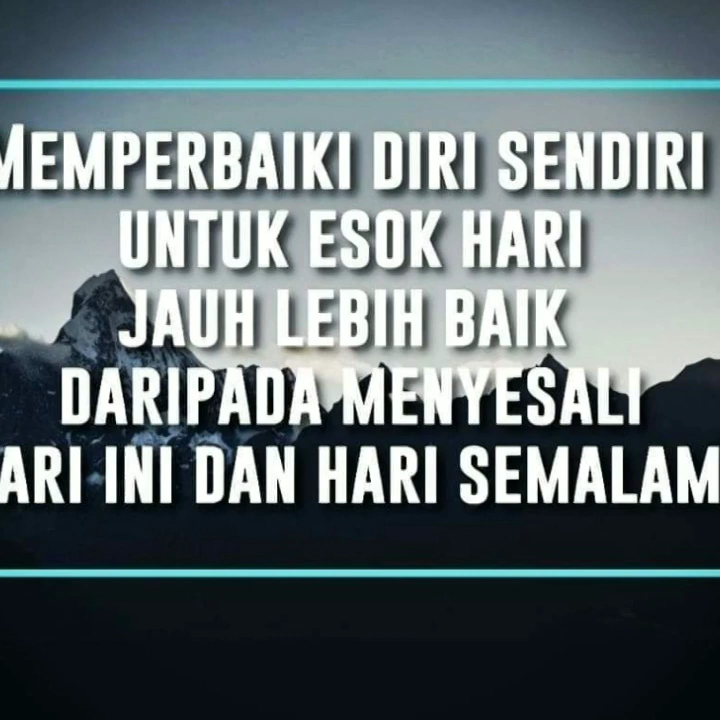 MEMPERBAIKI DIRI SENDIRI
UNTUK ESOK HARI
JAUH LEBIH BAIK
DARIPADA MENYESALI
ARI INI DAN HARI SEMALAM